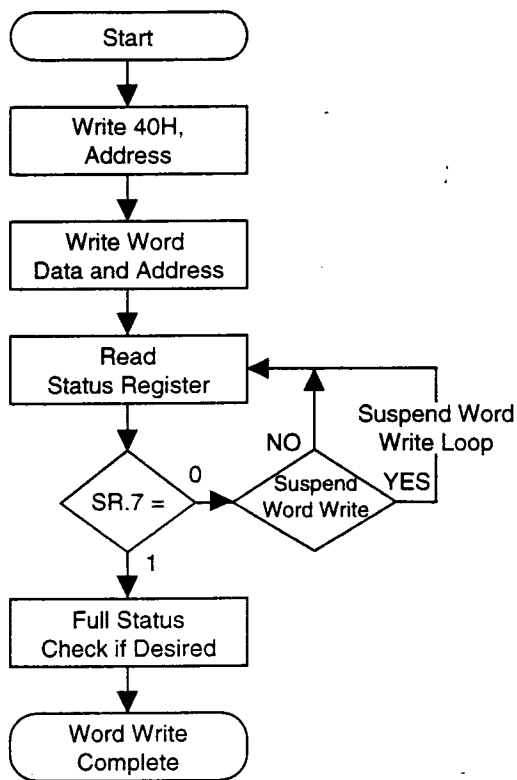 Start
Write 40H,
Address
Write Word
Data and Address
Read
Status Register
Suspend Word
Write Loop
NO
YES
0
SR.7 =
Suspend
Word Write
1
Full Status
Check if Desired
Word Write
Complete